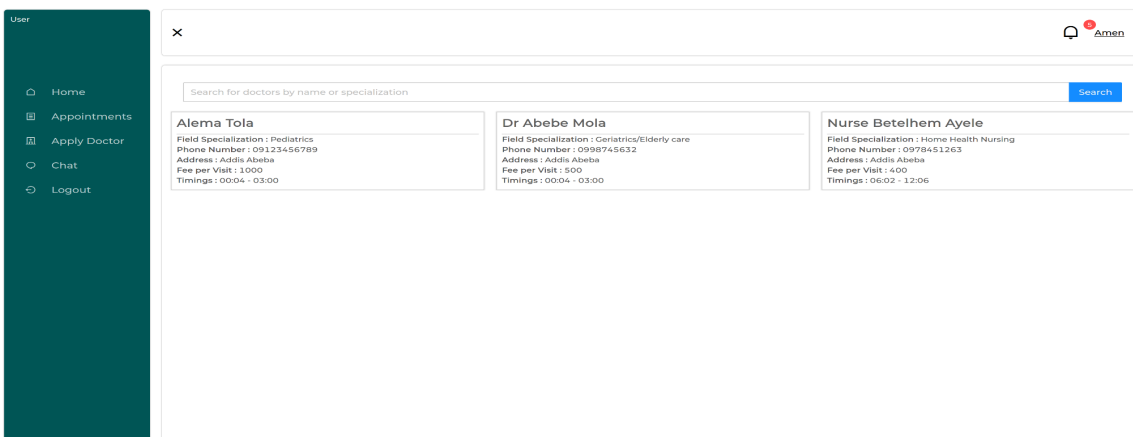 User
Home
Appointments
Apply Doctor
Chat
Logout
5
Amen
Search for doctors by name or specialization
Search
Alema Tola
Field Specialization : Pediatrics
Phone Number : 09123456789
Address : Addis Abeba
Fee per Visit : 1000
Timings : 00:04 - 03:00
Dr Abebe Mola
Field Specialization : Geriatrics/Elderly care
Phone Number : 0998745632
Address : Addis Abeba
Fee per Visit : 500
Timings : 00:04 - 03:00
Nurse Betelhem Ayele
Field Specialization : Home Health Nursing
Phone Number : 0978451263
Address : Addis Abeba
Fee per Visit : 400
Timings : 06:02 - 12:06